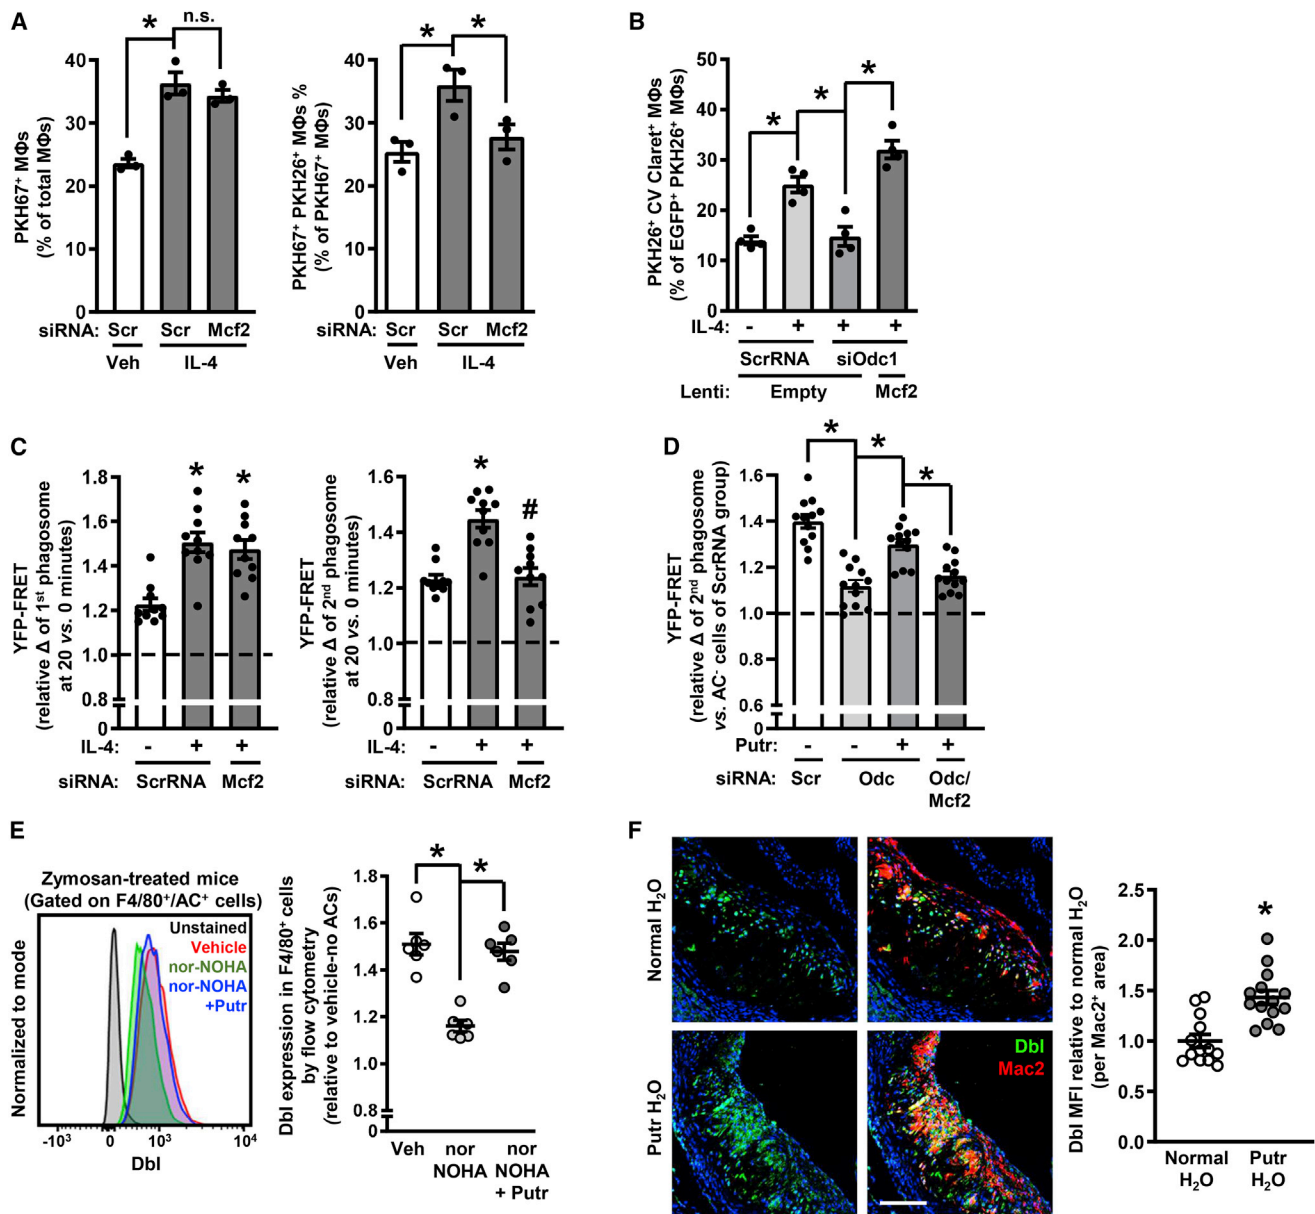 A
PKH67⁺ MΦs
(% of total MΦs)
40
30
20
10
0
*
n.s.
siRNA: Scr Scr Mcf2
Veh IL-4
PKH67⁺ PKH26⁺ MΦs %
(% of PKH67⁺ MΦs)
40
30
20
10
0
*
*
siRNA: Scr Scr Mcf2
Veh IL-4
B
PKH26⁺ CV Claret⁺ MΦs
(% of EGFP⁺ PKH26⁺ MΦs)
50
40
30
20
10
0
*
*
*
IL-4: - + + +
ScrRNA siOdc1
Lenti: Empty Mcf2
C
YFP-FRET
(relative Δ of 1st phagosome
at 20 vs. 0 minutes)
1.8
1.6
1.4
1.2
1.0
0.8
0
*
*
IL-4: - + +
siRNA: ScrRNA Mcf2
YFP-FRET
(relative Δ of 2nd phagosome
at 20 vs. 0 minutes)
1.6
1.4
1.2
1.0
0.8
0
*
#
IL-4: - + +
siRNA: ScrRNA Mcf2
D
YFP-FRET
(relative Δ of 2nd phagosome
vs. AC⁻ cells of ScrRNA group)
1.6
1.4
1.2
1.0
0.8
0.6
0
*
*
*
Putr: - - + +
siRNA: Scr Odc Odc/
Mcf2
E
Zymosan-treated mice
(Gated on F4/80⁺/AC⁺ cells)
Normalized to mode
Unstained
Vehicle
nor-NOHA
nor-NOHA
+Putr
-10³ 0 10³ 10⁴
Dbl
Dbl expression in F4/80⁺ cells
by flow cytometry
(relative to vehicle-no ACs)
1.8
1.6
1.4
1.2
1.0
0.8
0
*
*
Veh nor
NOHA nor
NOHA
+ Putr
F
Normal H₂O
Putr H₂O
Dbl
Mac2
Dbl MFI relative to normal H₂O
(per Mac2⁺ area)
2.5
2.0
1.5
1.0
0.5
0.0
*
Normal
H₂O
Putr
H₂O